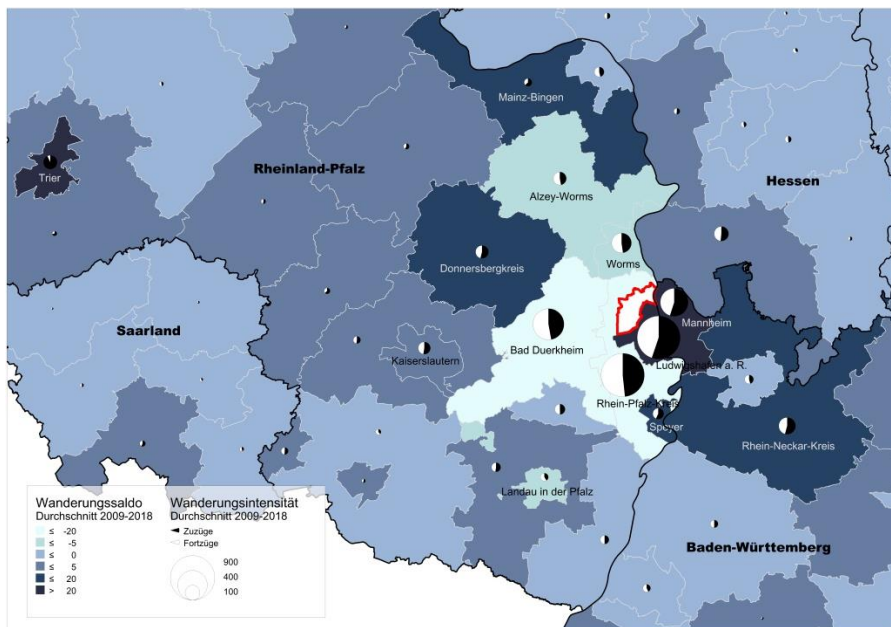 Mainz-Bingen
Trier
Rheinland-Pfalz
Hessen
Alzey-Worms
Worms
Donnersbergkreis
Saarland
Mannheim
Bad Duerkheim
Kaiserslautern
Ludwigshafen a. R.
Rhein-Pfalz-Kreis
Speyer
Rhein-Neckar-Kreis
Landau in der Pfalz
Baden-Württemberg
Wanderungssaldo
Durchschnitt 2009-2018
≤ -20
≤ -5
≤ 0
≤ 5
≤ 20
> 20
Wanderungsintensität
Durchschnitt 2009-2018
Zuzüge
Fortzüge
900
400
100